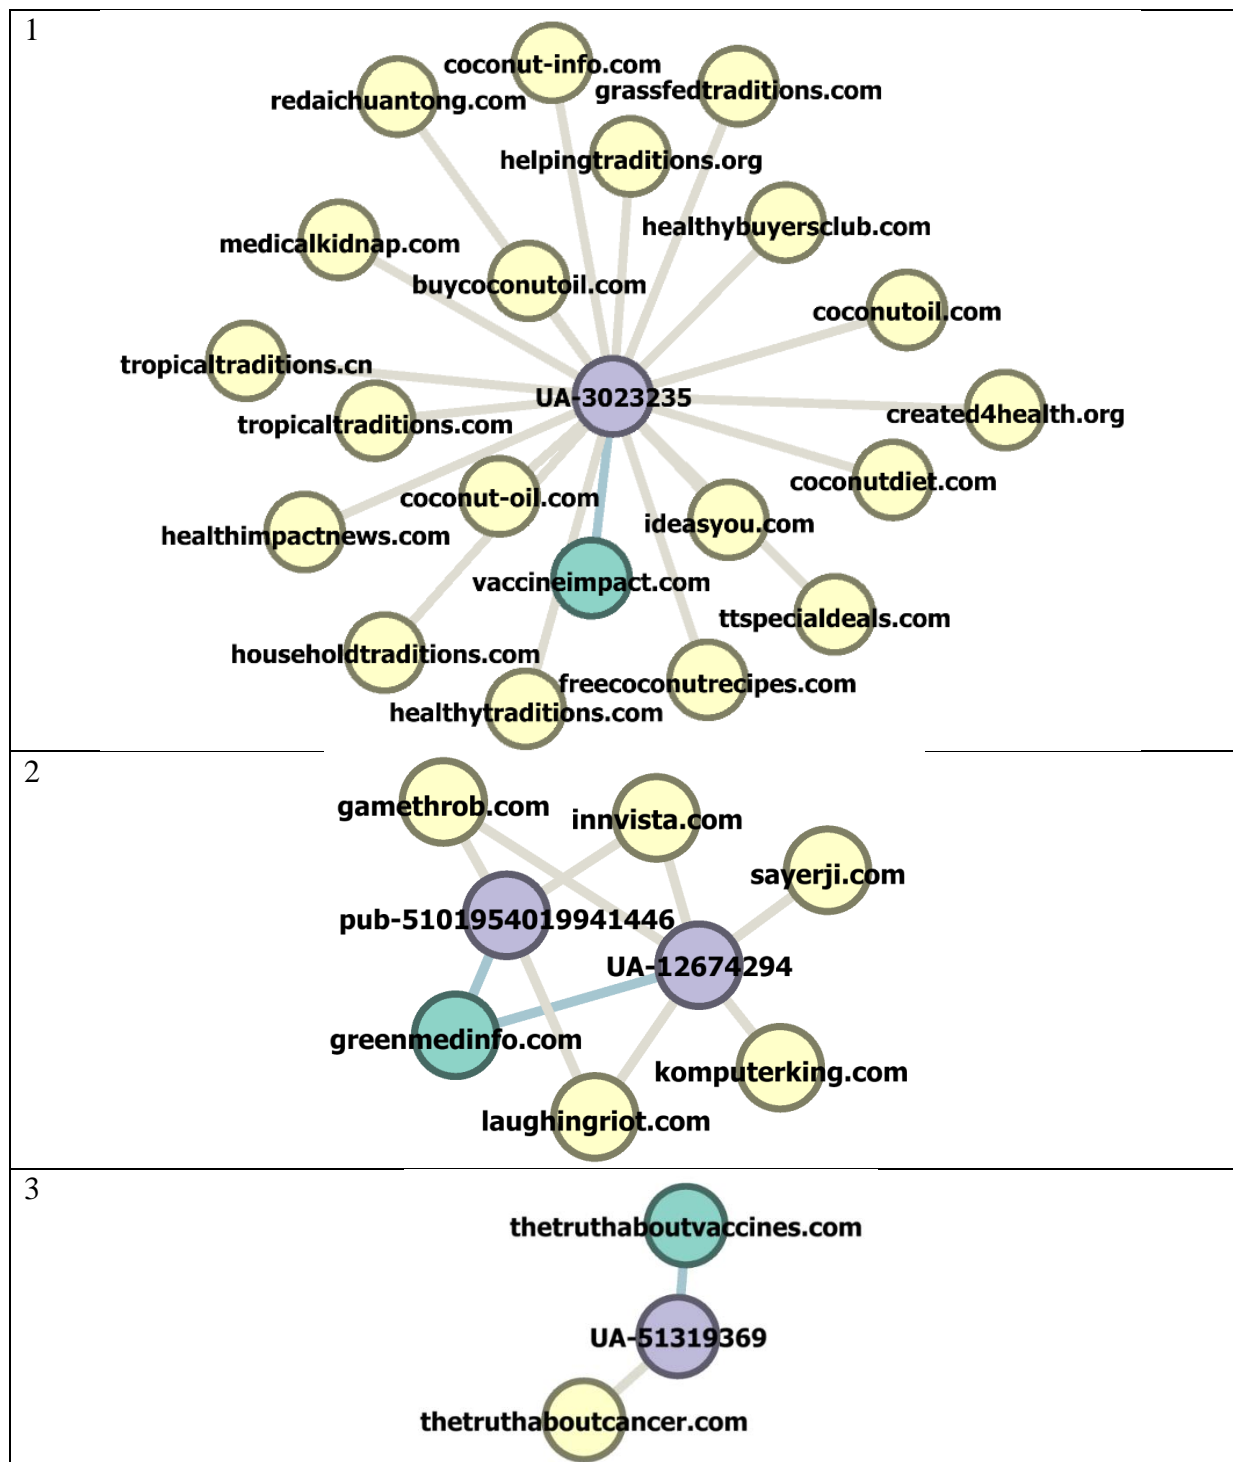 1
coconut-info.com
grassfedtraditions.com
redaichuantong.com
helpingtraditions.org
healthybuyersclub.com
medicalkidnap.com
buycoconutoil.com
coconutoil.com
tropicaltraditions.cn
UA-3023235
created4health.org
tropicaltraditions.com
coconutdiet.com
coconut-oil.com
ideasyou.com
healthimpactnews.com
vaccineimpact.com
ttspecialdeals.com
householdtraditions.com
freecoconutrecipes.com
healthytraditions.com
2
gamethrob.com
innvista.com
sayerji.com
pub-5101954019941446
UA-12674294
greenmedinfo.com
komputerking.com
laughingriot.com
3
thetruthaboutvaccines.com
UA-51319369
thetruthaboutcancer.com